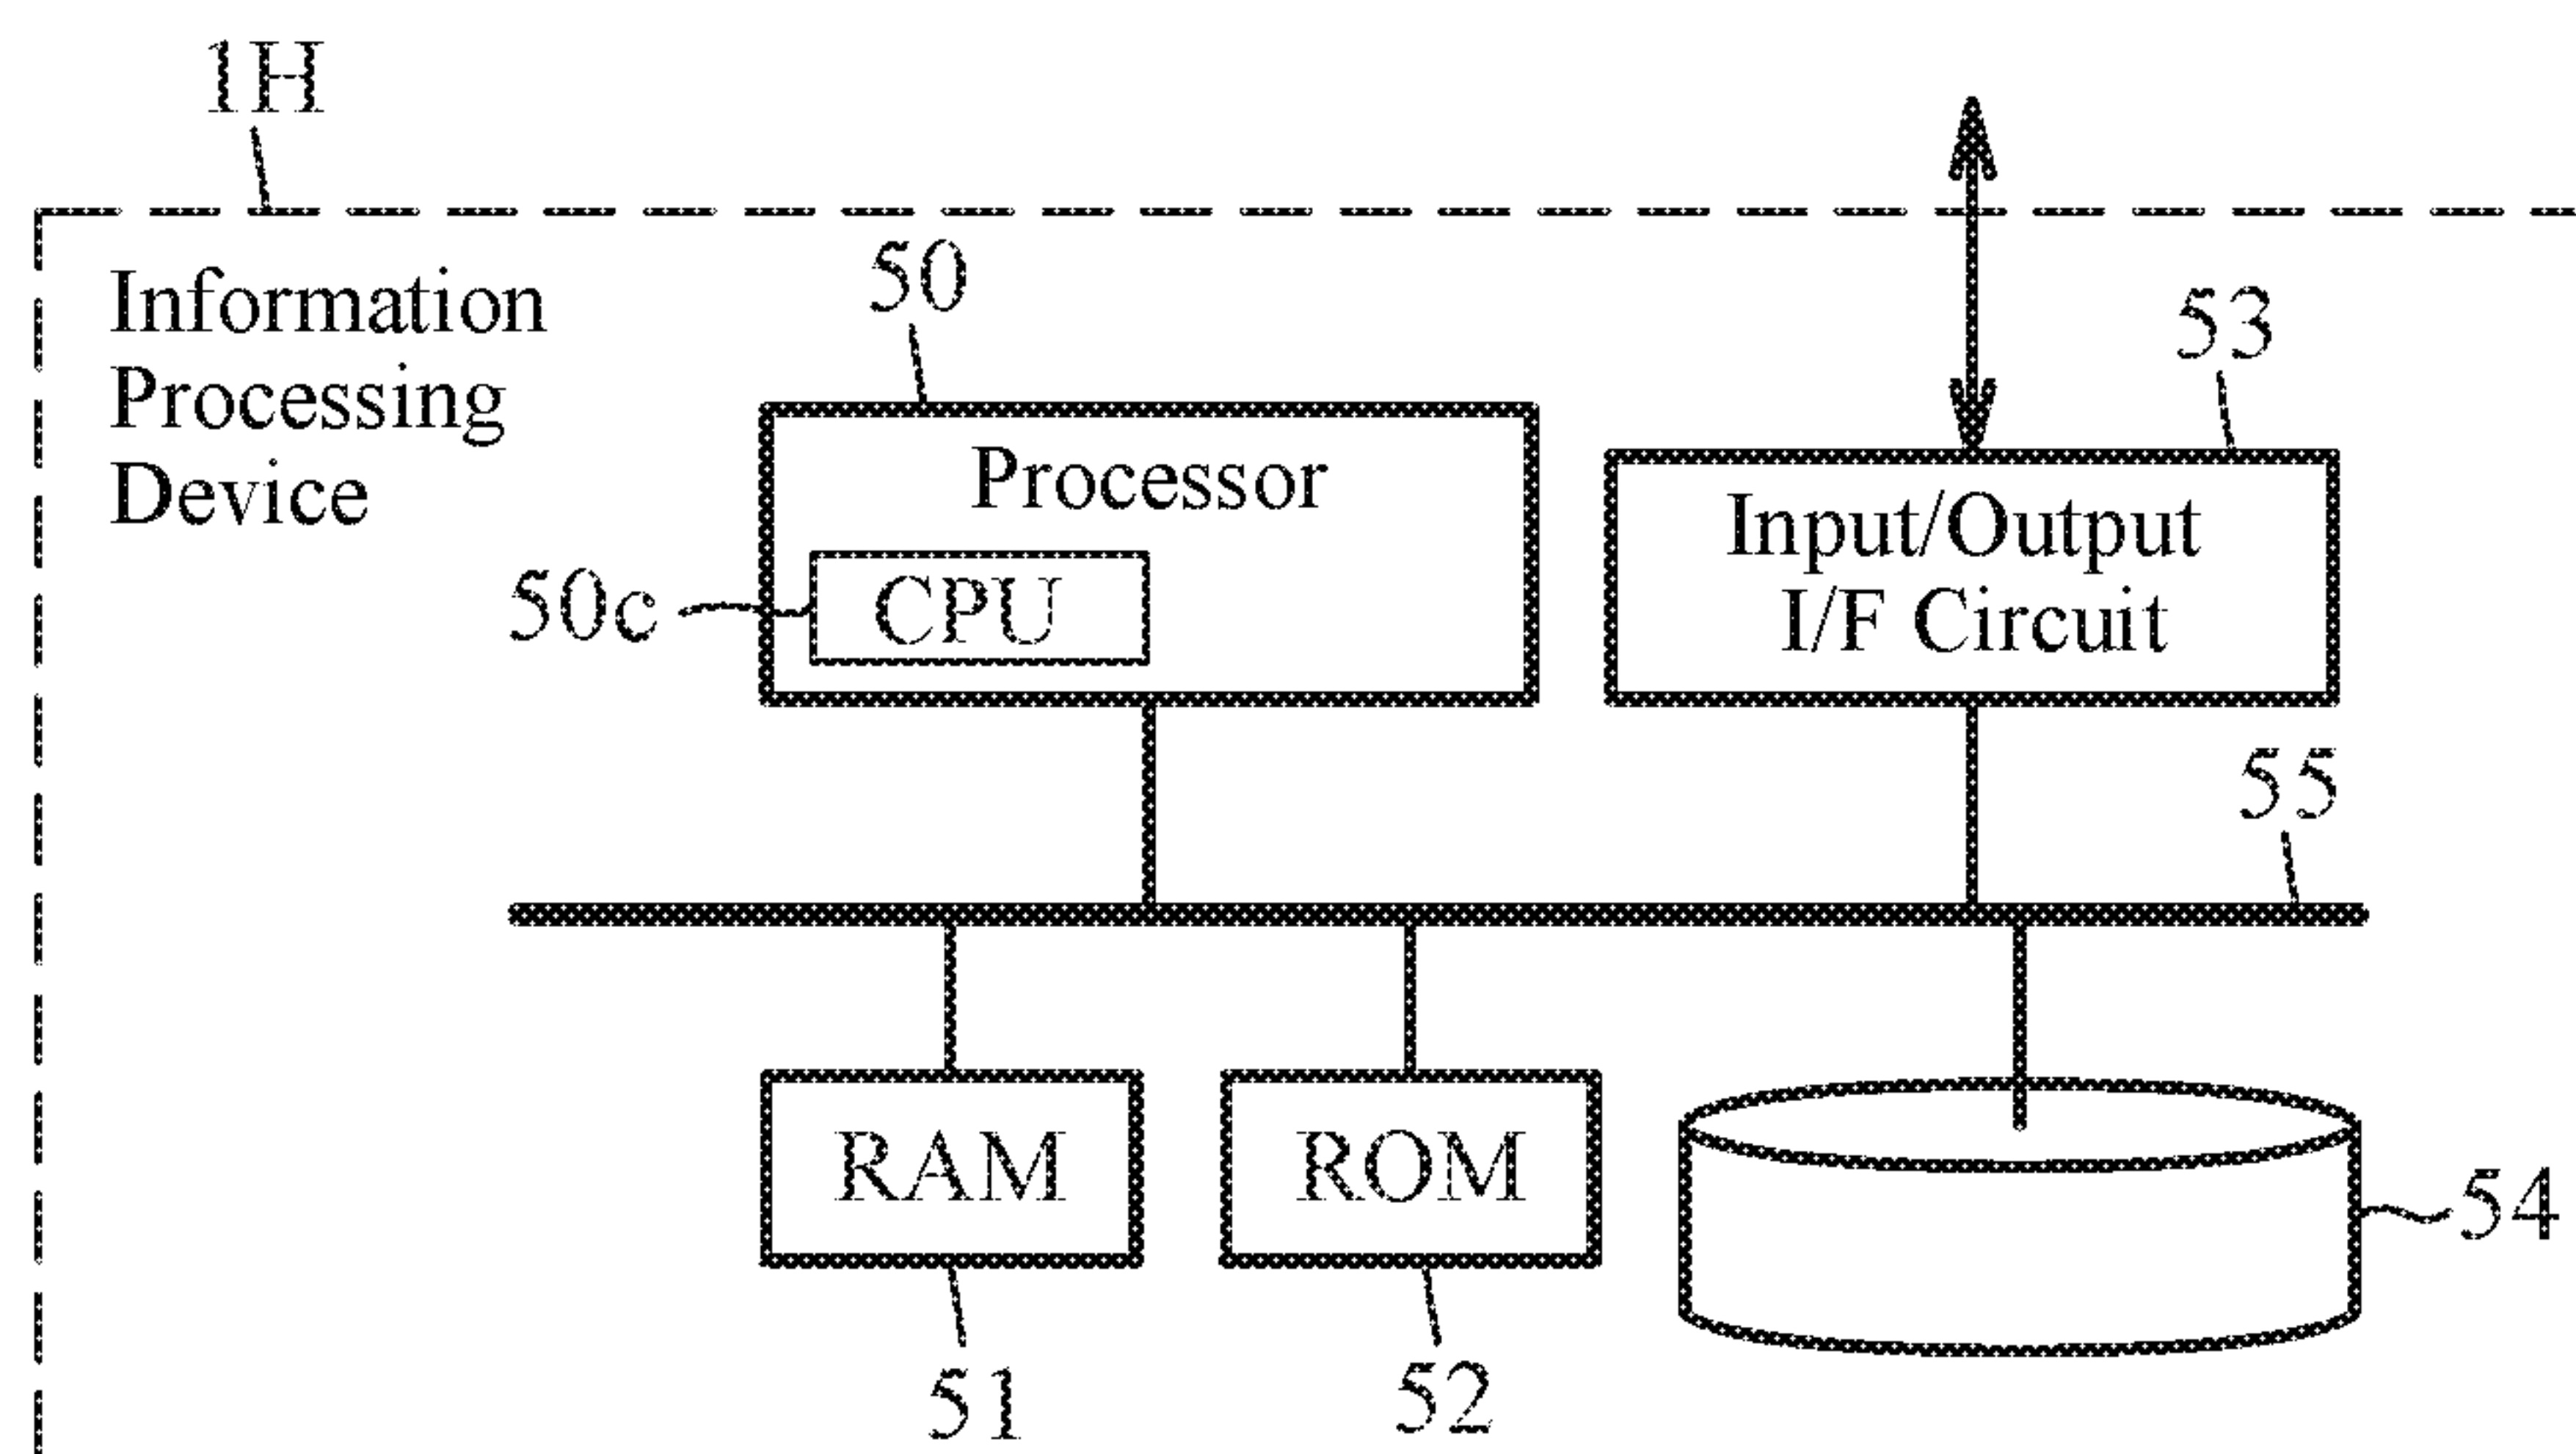 1H
Information
Processing
Device
50
Processor
50c
CPU
53
Input/Output
I/F Circuit
55
RAM
ROM
54
51
52